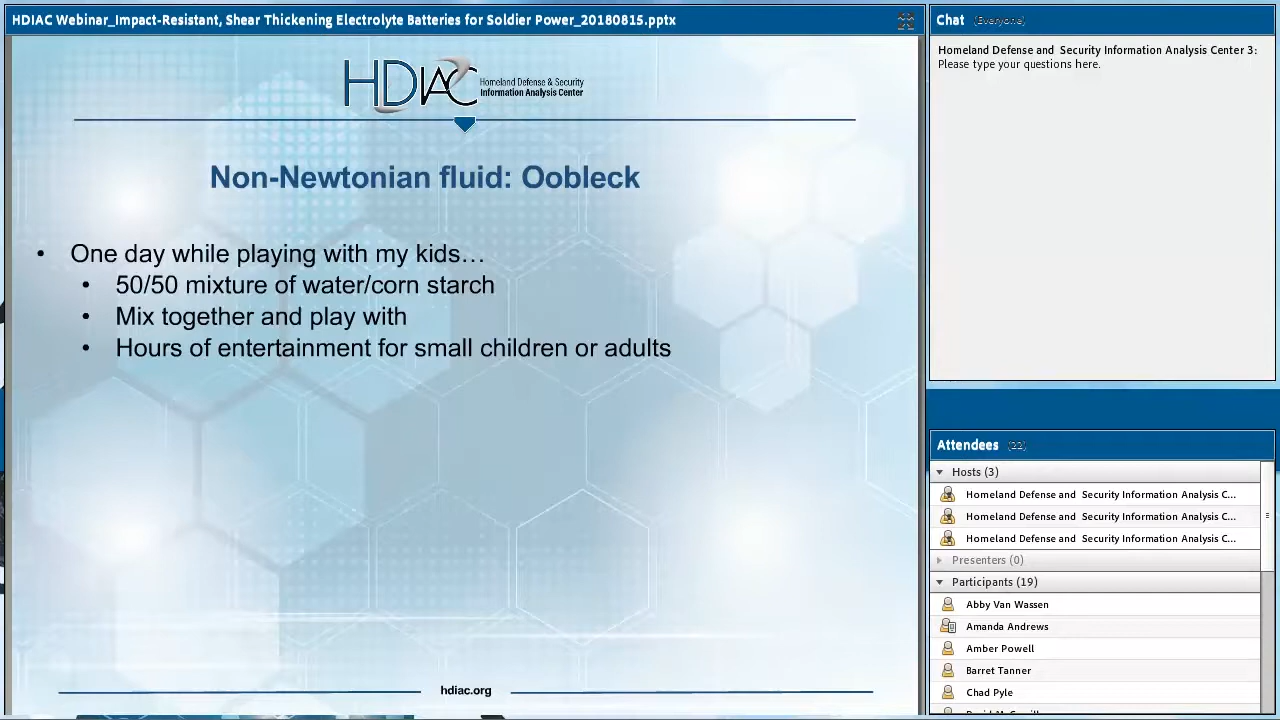 HDIAC Webinar_Impact-Resistant, Shear Thickening Electrolyte Batteries for Soldier Power_20180815.pptx
HDIAC Homeland Defense & Security
Information Analysis Center
Non-Newtonian fluid: Oobleck
• One day while playing with my kids…
• 50/50 mixture of water/corn starch
• Mix together and play with
• Hours of entertainment for small children or adults
hdiac.org
Chat (Everyone)
Homeland Defense and Security Information Analysis Center 3:
Please type your questions here.
Attendees (22)
Hosts (3)
Homeland Defense and Security Information Analysis C...
Homeland Defense and Security Information Analysis C...
Homeland Defense and Security Information Analysis C...
Presenters (0)
Participants (19)
Abby Van Wassen
Amanda Andrews
Amber Powell
Barret Tanner
Chad Pyle